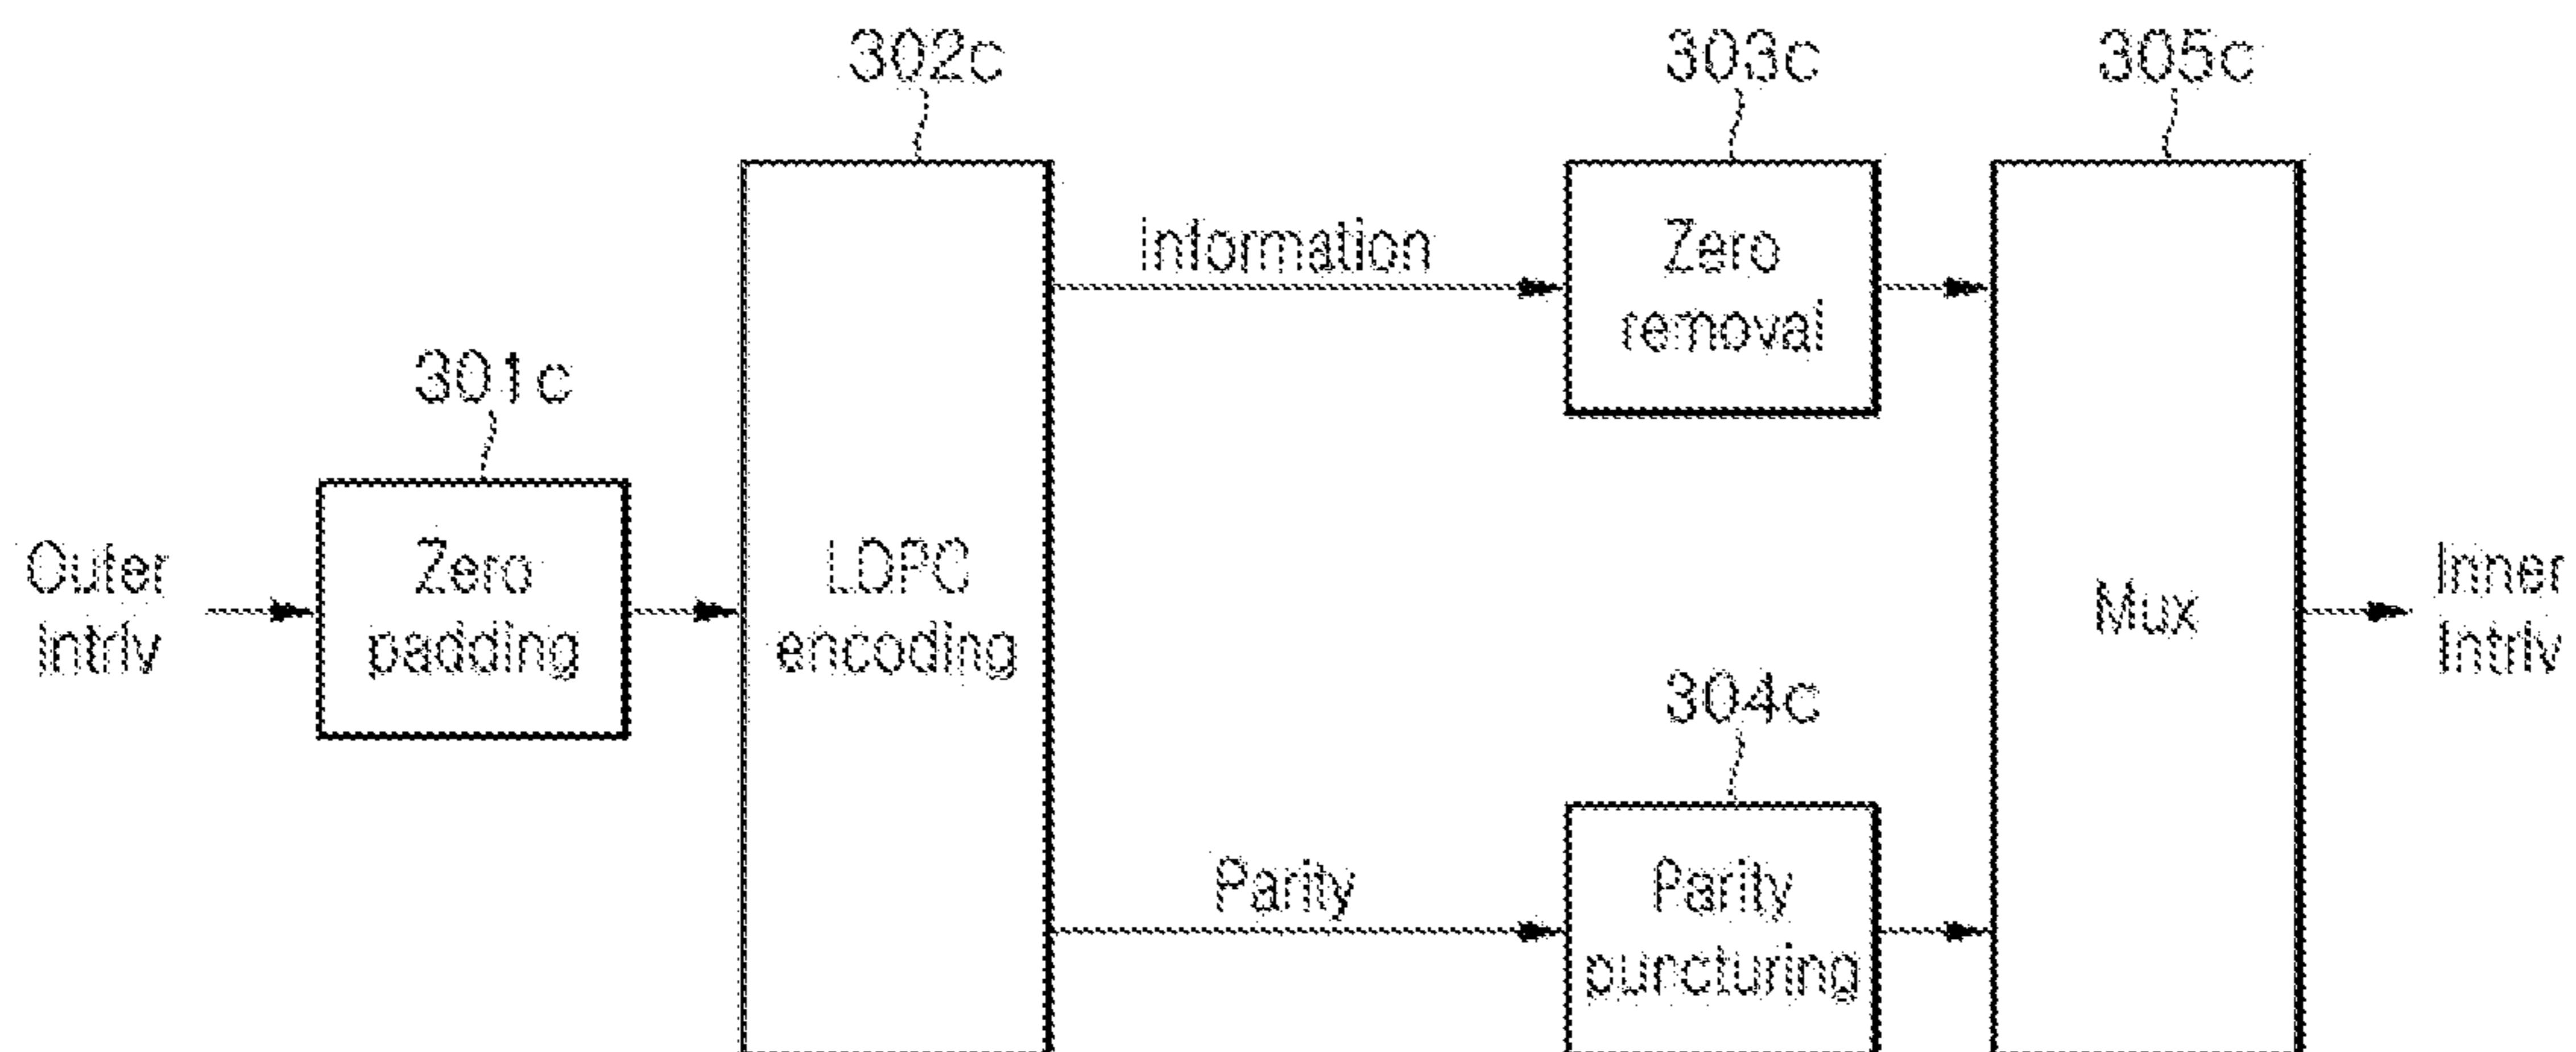 302c
303c
305c
Information
Zero
removal
301c
Outer
Intrlv
Zero
padding
LDPC
encoding
Mux
Inner
Intrlv
304c
Parity
Parity
puncturing